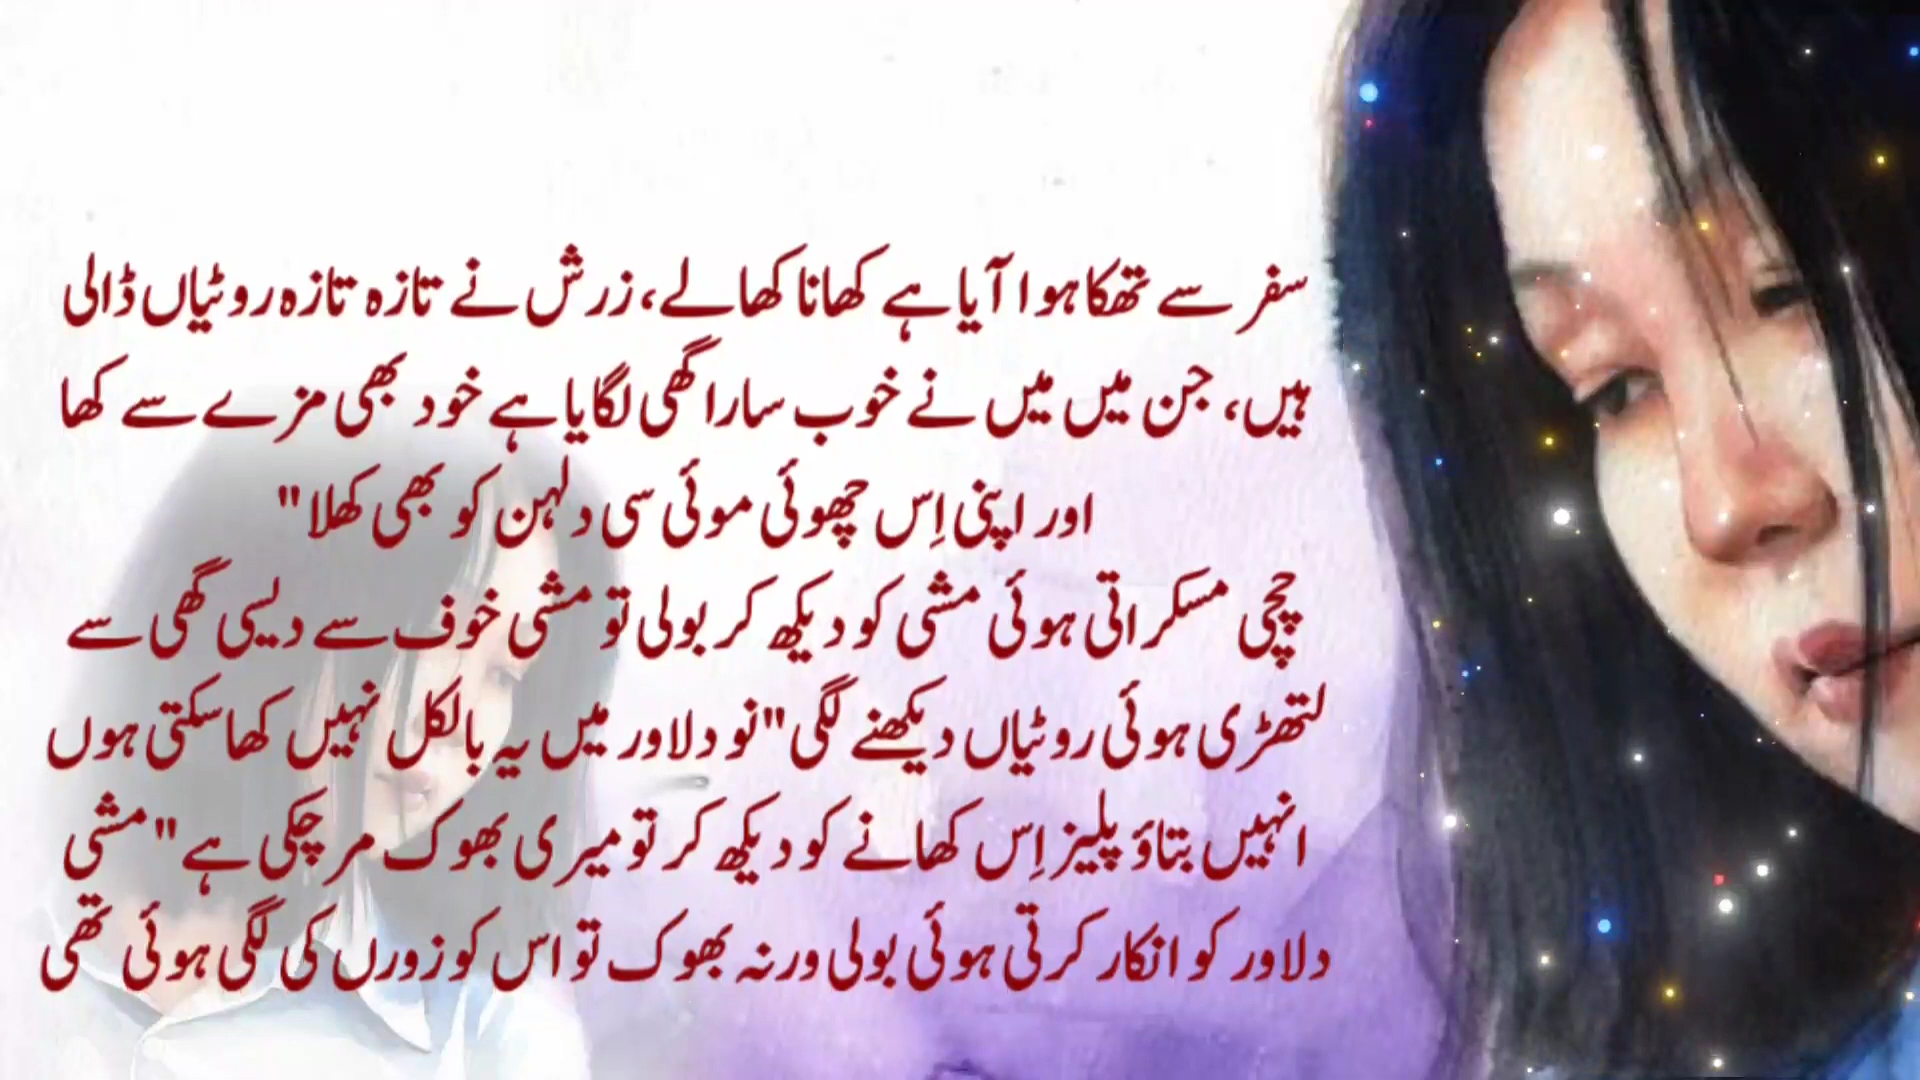 سفر سے تھکا ہوا آیا ہے کھانا کھا لے، زرش نے تازہ تازہ روٹیاں ڈالی
ہیں، جن میں میں نے خوب سارا گھی لگایا ہے خود بھی مزے سے کھا
اور اپنی اِس چھوئی موئی سی دلہن کو بھی کھلا"
چچی مسکراتی ہوئی مشی کو دیکھ کر بولی تو مشی خوف سے دیسی گھی سے
لتھڑی ہوئی روٹیاں دیکھنے لگی"نو دلاور میں یہ بالکل نہیں کھا سکتی ہوں
انہیں بتاؤ پلیز اِس کھانے کو دیکھ کر تو میری بھوک مر چکی ہے" مشی
دلاور کو انکار کرتی ہوئی بولی ورنہ بھوک تو اس کو زورں کی لگی ہوئی تھی